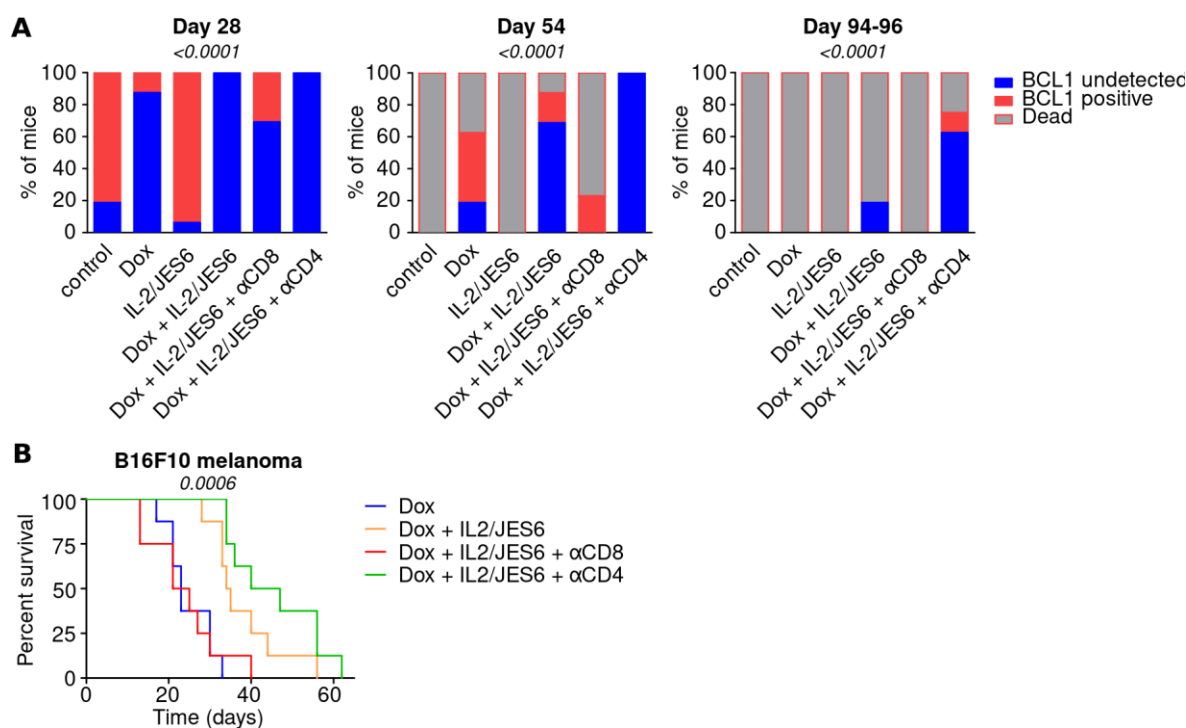 A
Day 28
<0.0001
% of mice
100
80
60
40
20
0
control
Dox
IL-2/JES6
Dox + IL-2/JES6
Dox + IL-2/JES6 + αCD8
Dox + IL-2/JES6 + αCD4
Day 54
<0.0001
% of mice
100
80
60
40
20
0
control
Dox
IL-2/JES6
Dox + IL-2/JES6
Dox + IL-2/JES6 + αCD8
Dox + IL-2/JES6 + αCD4
Day 94-96
<0.0001
% of mice
100
80
60
40
20
0
control
Dox
IL-2/JES6
Dox + IL-2/JES6
Dox + IL-2/JES6 + αCD8
Dox + IL-2/JES6 + αCD4
BCL1 undetected
BCL1 positive
Dead
B
B16F10 melanoma
0.0006
Percent survival
100
75
50
25
0
0 20 40 60
Time (days)
Dox
Dox + IL2/JES6
Dox + IL2/JES6 + αCD8
Dox + IL2/JES6 + αCD4